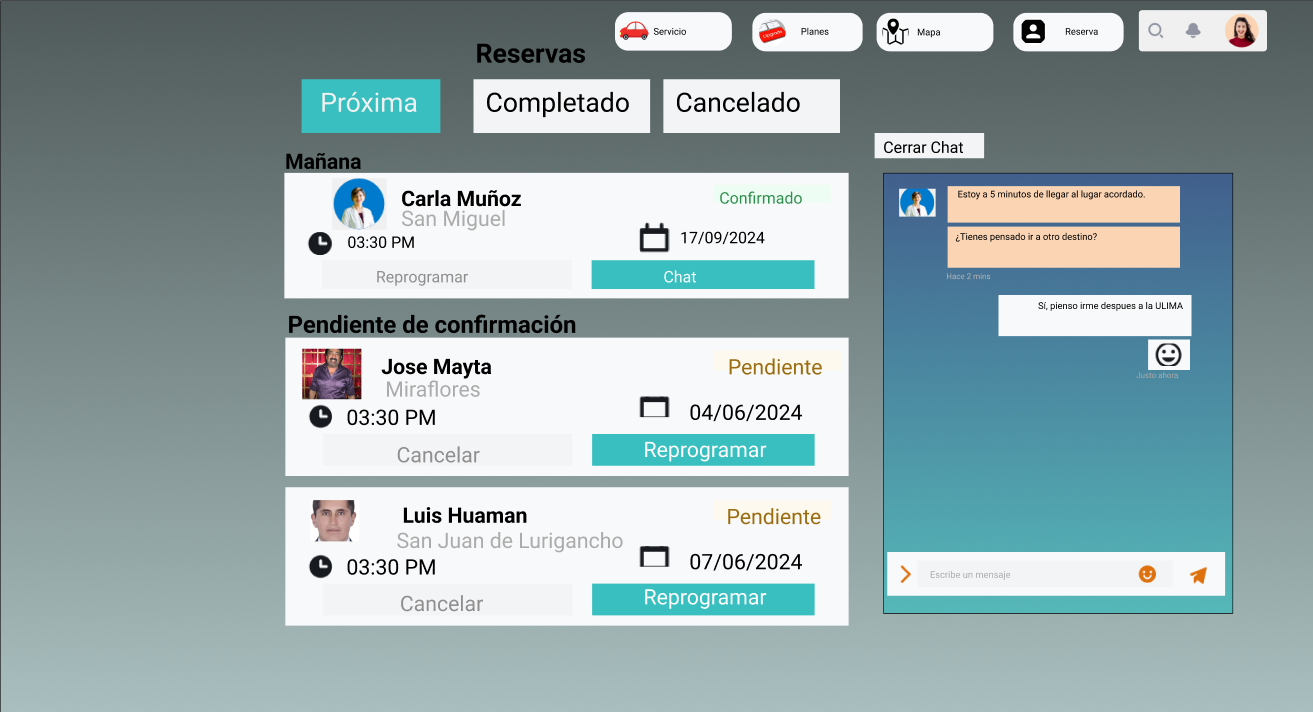 Servicio
Upgrade
Planes
Mapa
Reserva
Reservas
Próxima
Completado
Cancelado
Mañana
Carla Muñoz
San Miguel
Confirmado
03:30 PM
17/09/2024
Reprogramar
Chat
Pendiente de confirmación
Jose Mayta
Miraflores
Pendiente
03:30 PM
04/06/2024
Cancelar
Reprogramar
Luis Huaman
San Juan de Lurigancho
Pendiente
03:30 PM
07/06/2024
Cancelar
Reprogramar
Cerrar Chat
Estoy a 5 minutos de llegar al lugar acordado.
¿Tienes pensado ir a otro destino?
Hace 2 mins
Sí, pienso irme despues a la ULIMA
Justo ahora
Escribe un mensaje